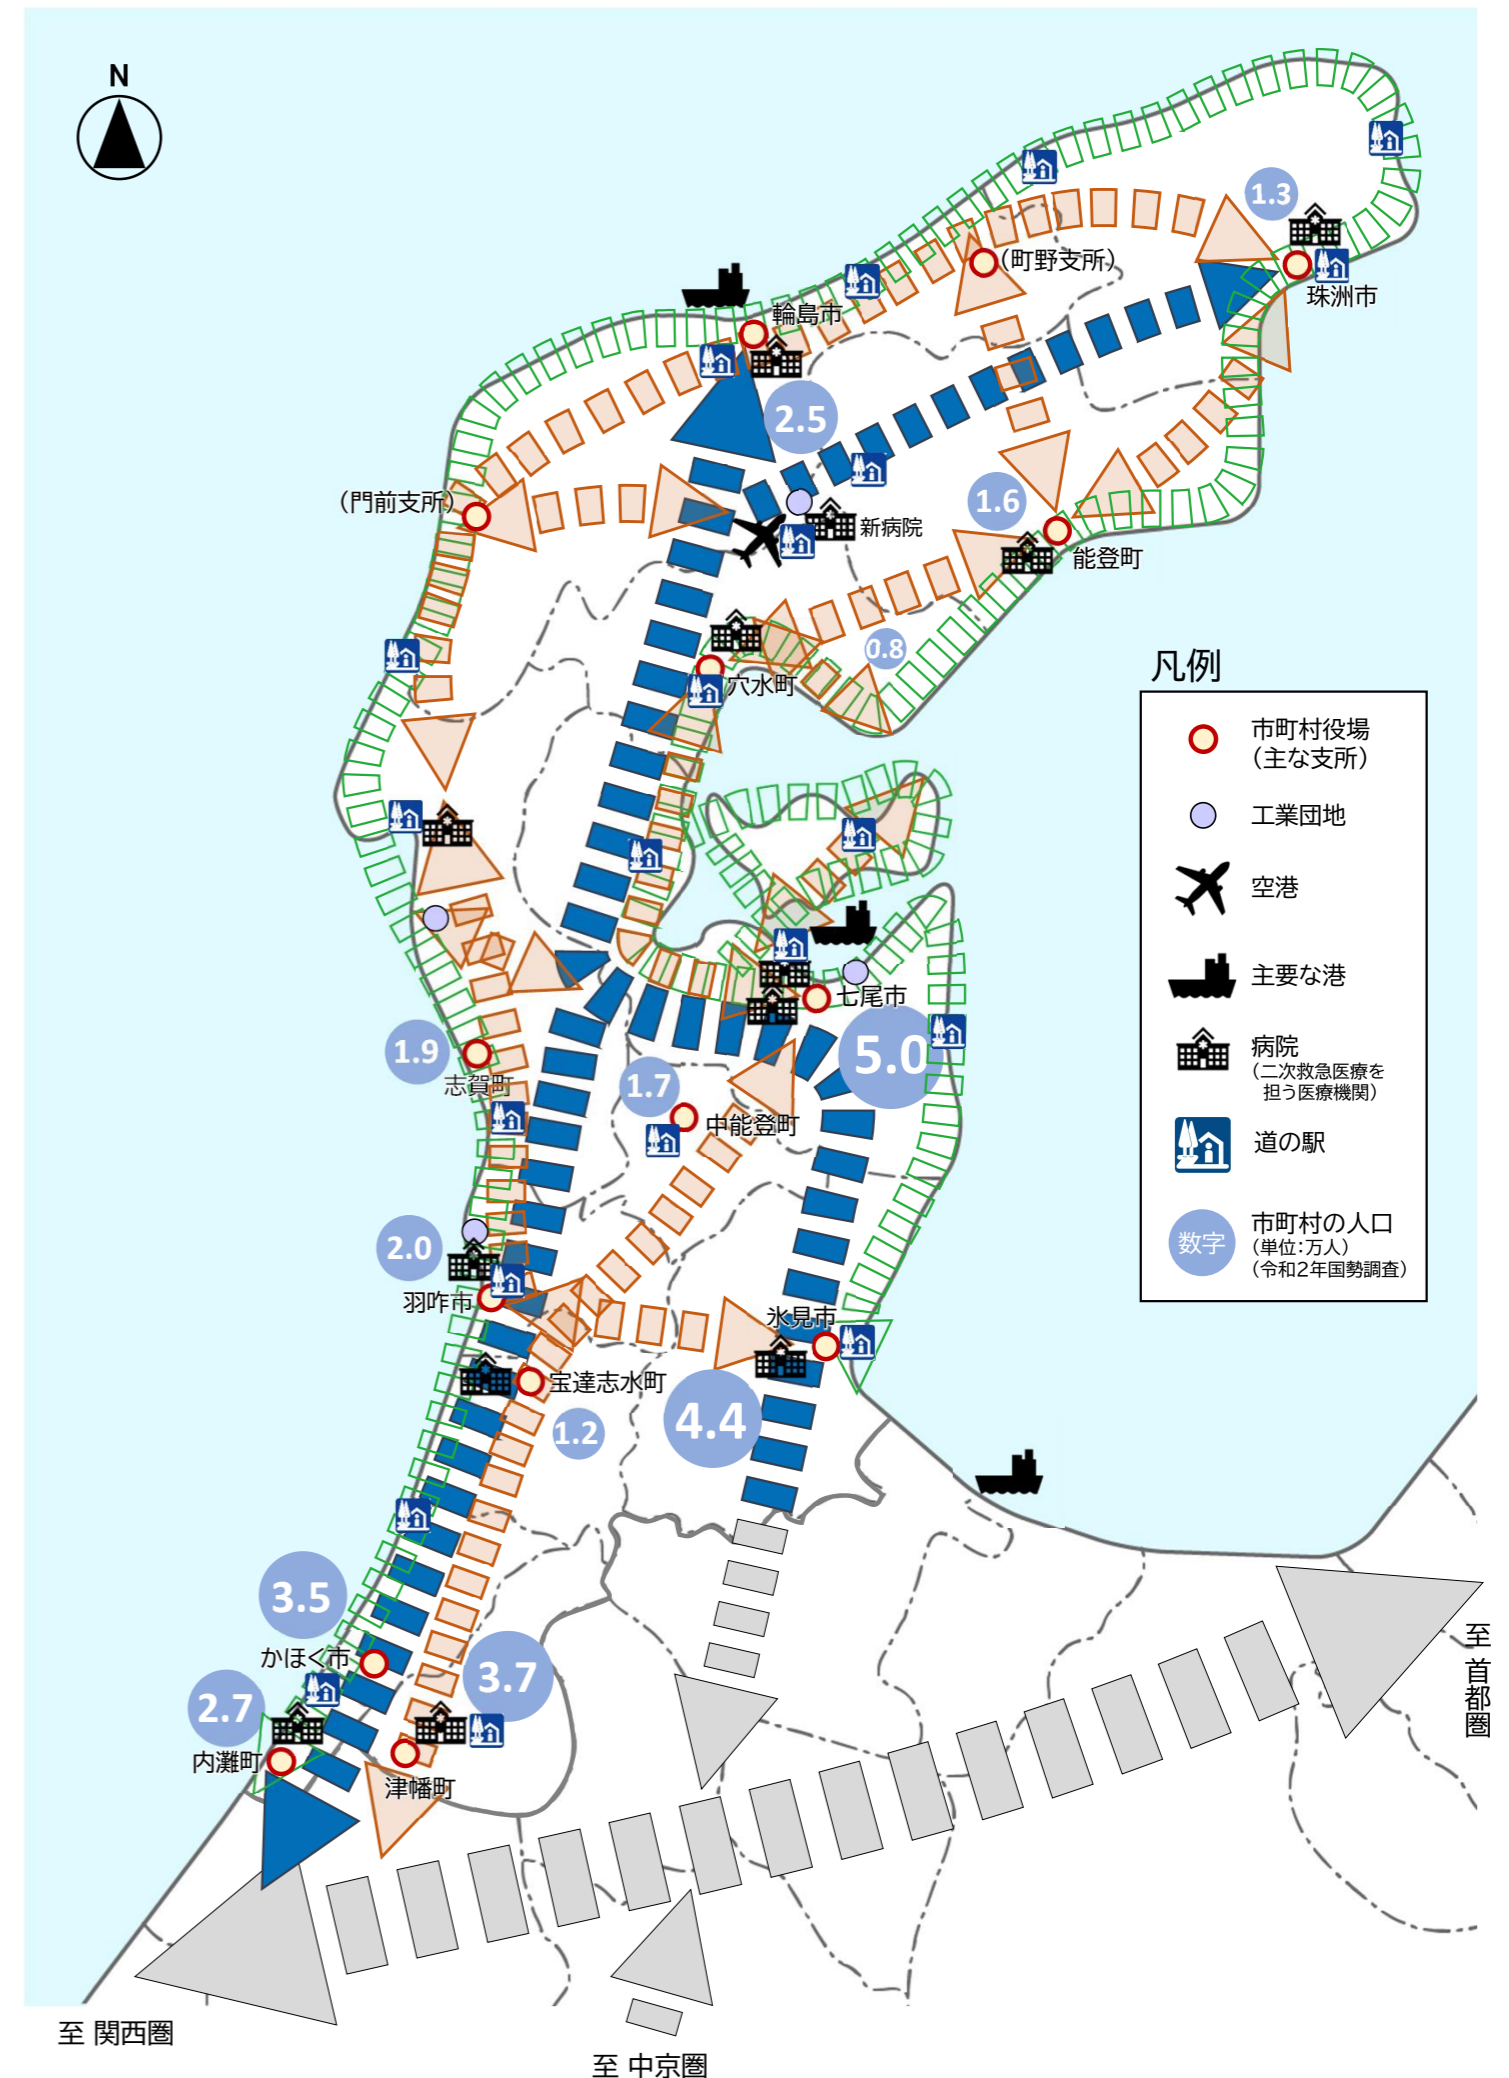 N
1.3
(町野支所)
珠洲市
輪島市
2.5
(門前支所)
新病院
1.6
能登町
0.8
穴水町
凡例
市町村役場
(主な支所)
工業団地
空港
主要な港
病院
(二次救急医療を
担う医療機関)
道の駅
数字
市町村の人口
(単位:万人)
(令和2年国勢調査)
七尾市
5.0
1.9
志賀町
1.7
中能登町
2.0
羽咋市
氷見市
宝達志水町
1.2
4.4
3.5
かほく市
3.7
2.7
内灘町
津幡町
至 首都圏
至 関西圏
至 中京圏